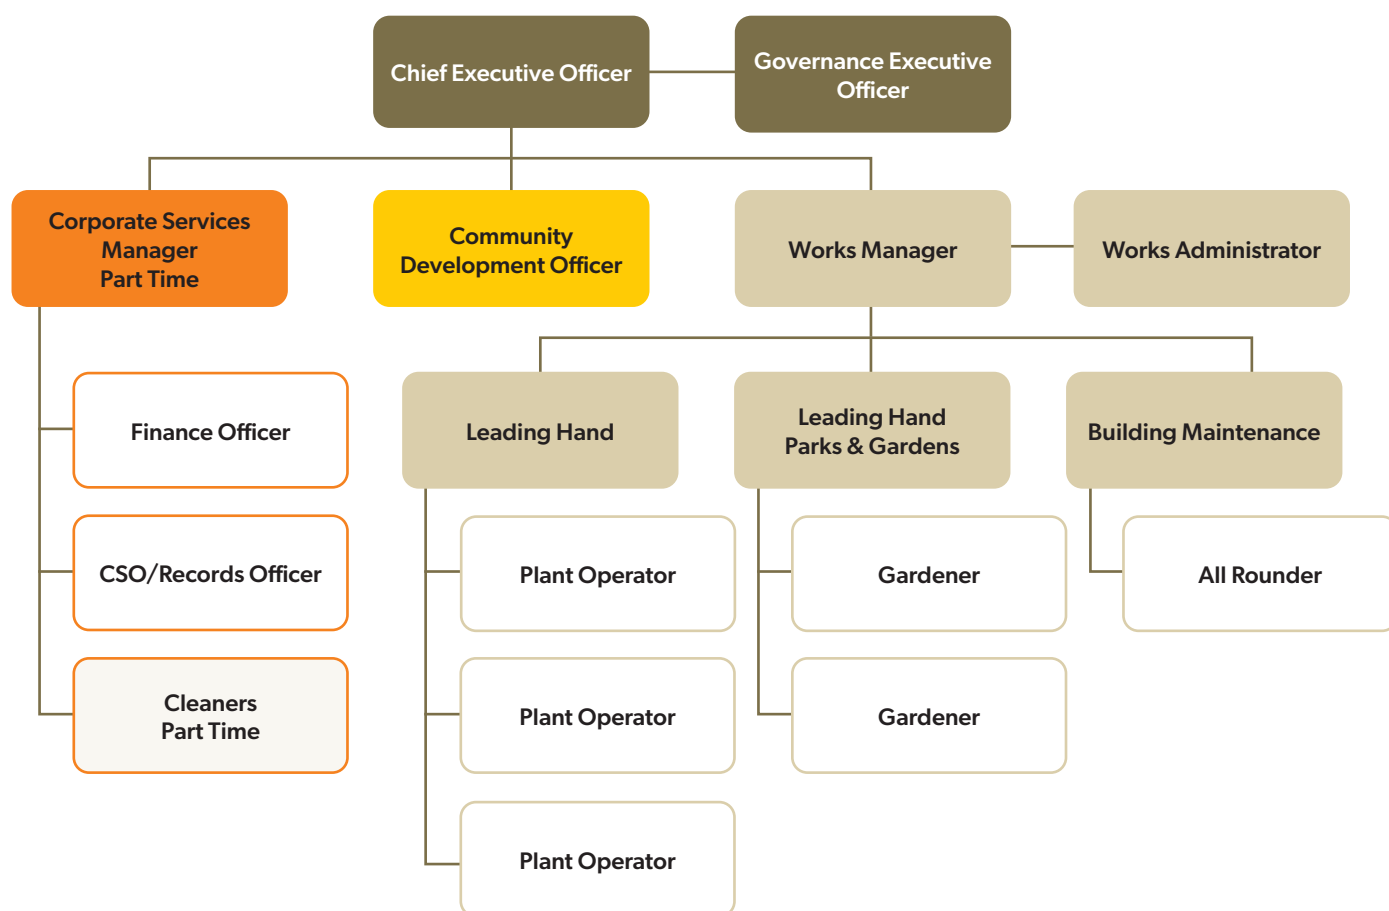 Chief Executive Officer
Governance Executive
Officer
Corporate Services
Manager
Part Time
Community
Development Officer
Works Manager
Works Administrator
Finance Officer
CSO/Records Officer
Cleaners
Part Time
Leading Hand
Plant Operator
Plant Operator
Plant Operator
Leading Hand
Parks & Gardens
Gardener
Gardener
Building Maintenance
All Rounder